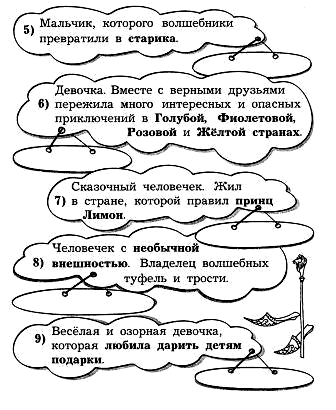 5) Мальчик, которого волшебники
превратили в старика.
Девочка. Вместе с верными друзьями
6) пережила много интересных и опасных
приключений в Голубой, Фиолетовой,
Розовой и Жёлтой странах.
Сказочный человечек. Жил
7) в стране, которой правил принц
Лимон.
Человечек с необычной
8) внешностью. Владелец волшебных
туфель и трости.
9) Весёлая и озорная девочка,
которая любила дарить детям
подарки.